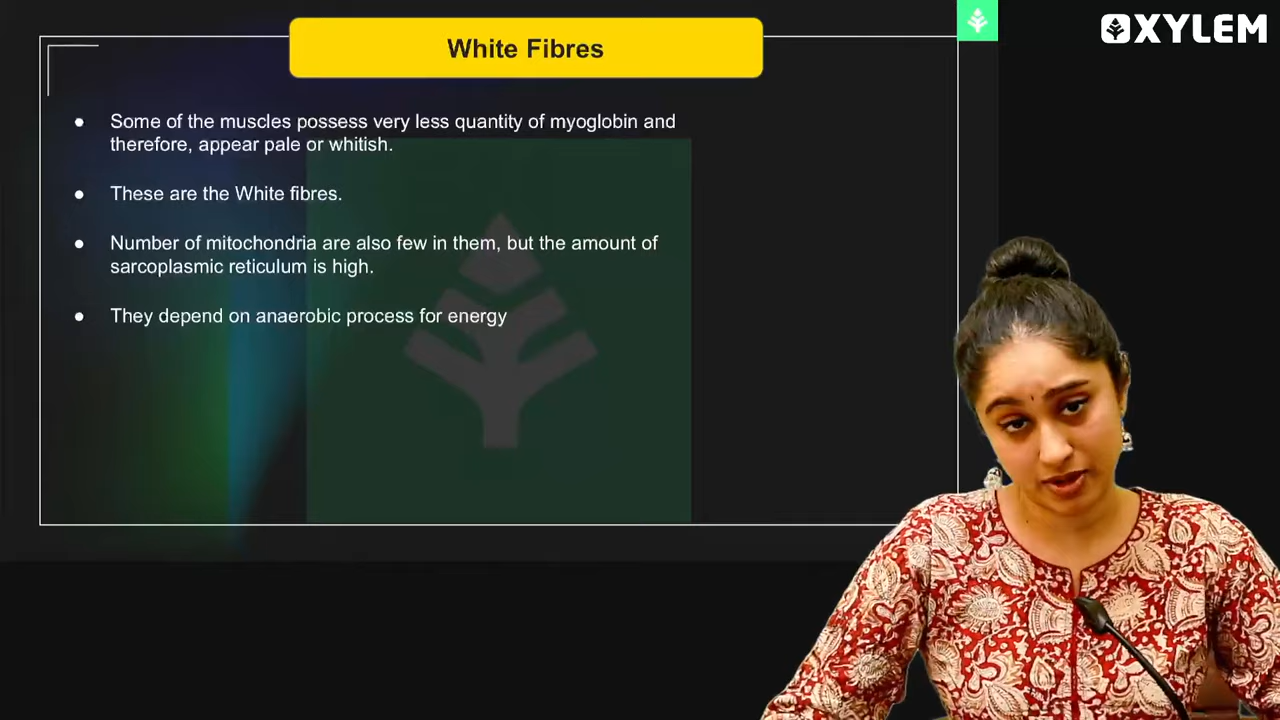 White Fibres
XYLEM
● Some of the muscles possess very less quantity of myoglobin and
therefore, appear pale or whitish.
● These are the White fibres.
● Number of mitochondria are also few in them, but the amount of
sarcoplasmic reticulum is high.
● They depend on anaerobic process for energy